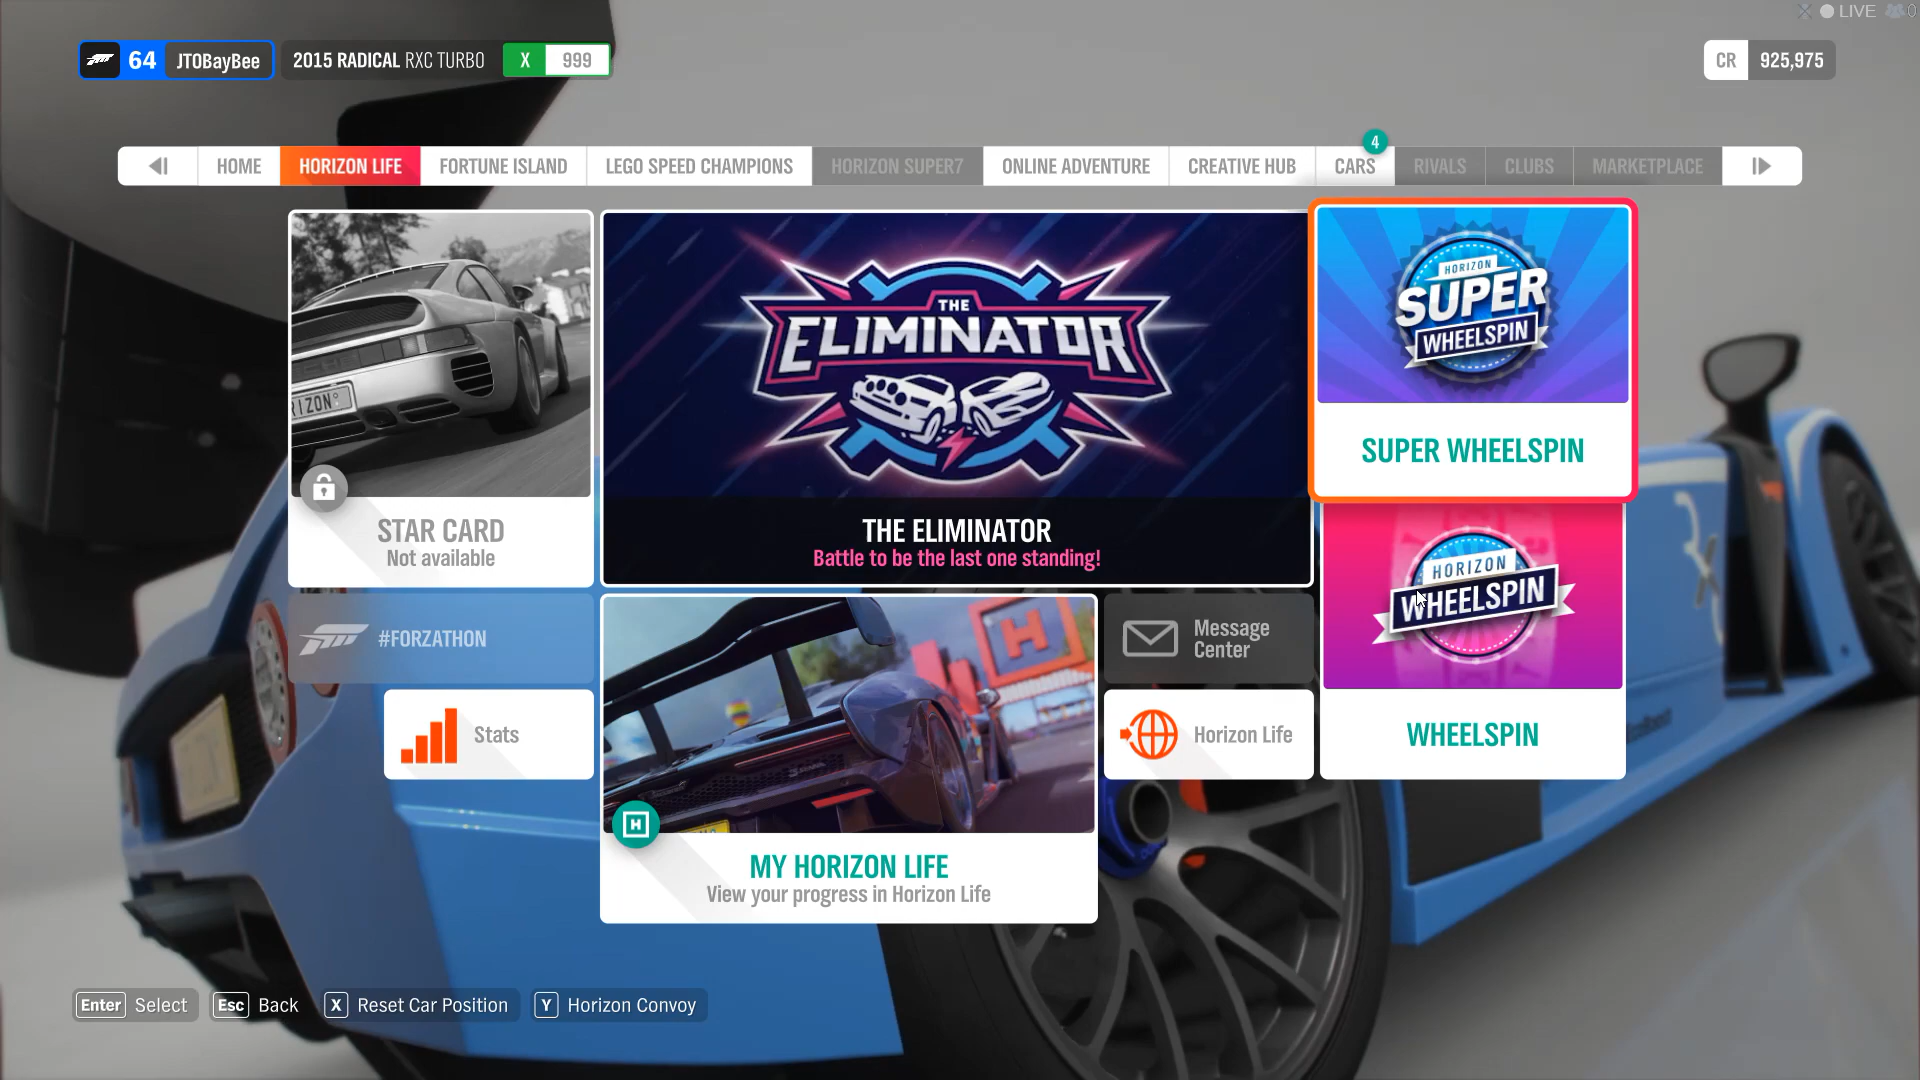 LIVE 0
64 JTOBayBee
2015 RADICAL RXC TURBO
X 999
CR 925,975
4
HOME
HORIZON LIFE
FORTUNE ISLAND
LEGO SPEED CHAMPIONS
HORIZON SUPER7
ONLINE ADVENTURE
CREATIVE HUB
CARS
RIVALS
CLUBS
MARKETPLACE
RIZON
STAR CARD
Not available
THE
ELIMINATOR
THE ELIMINATOR
Battle to be the last one standing!
HORIZON
SUPER
WHEELSPIN
SUPER WHEELSPIN
#FORZATHON
Stats
H
H
MY HORIZON LIFE
View your progress in Horizon Life
Message
Center
Horizon Life
HORIZON
WHEELSPIN
WHEELSPIN
Enter Select
Esc Back
X Reset Car Position
Y Horizon Convoy